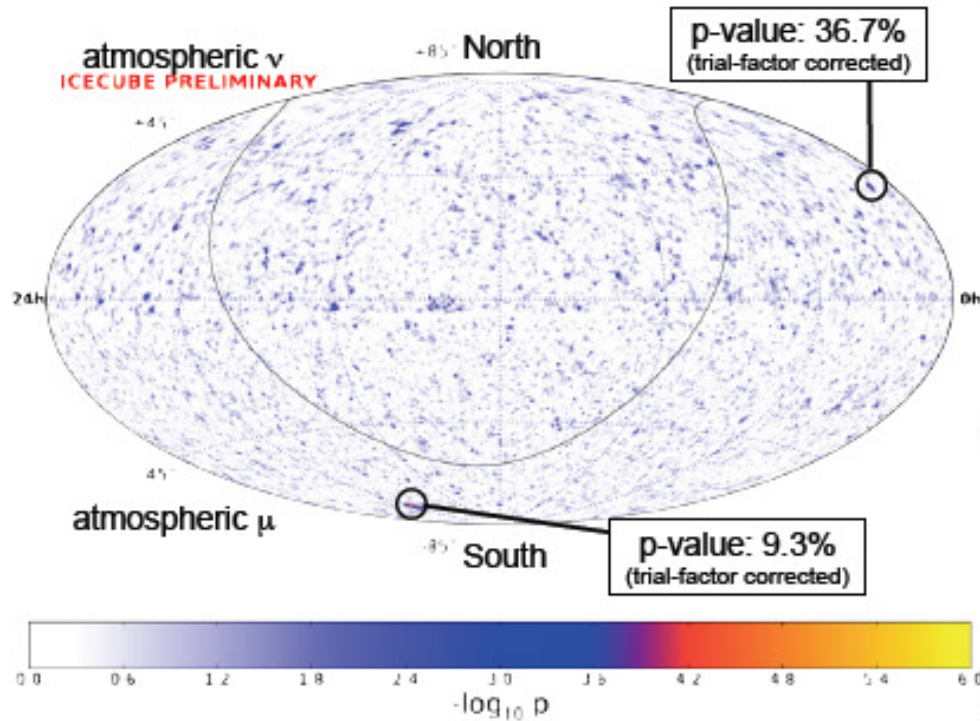 p-value: 36.7%
(trial-factor corrected)
atmospheric ν
ICECUBE PRELIMINARY
+85°
North
+45°
24h
0h
45°
atmospheric μ
-85°
South
p-value: 9.3%
(trial-factor corrected)
0.0 0.6 1.2 1.8 2.4 3.0 3.6 4.2 4.8 5.4 6.0
-log₁₀ p